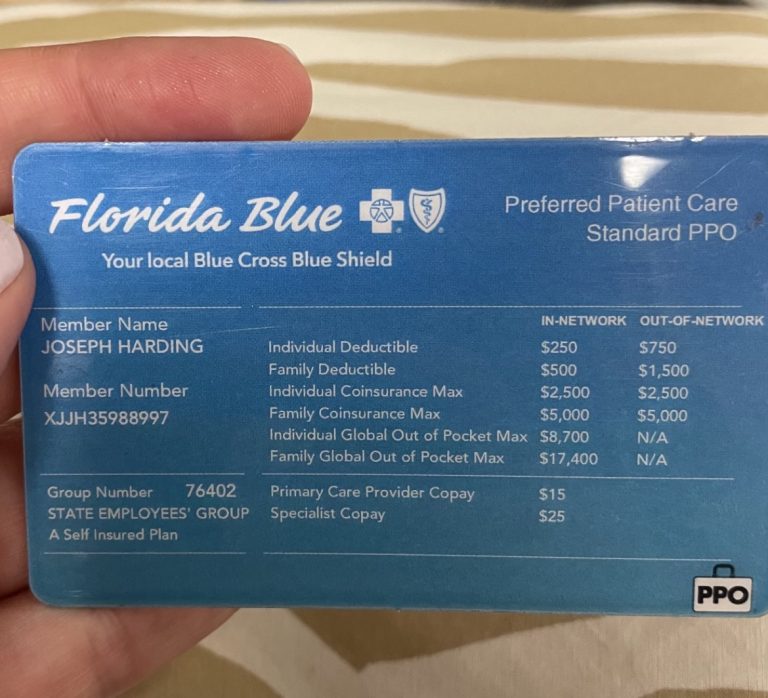 Florida Blue
Your local Blue Cross Blue Shield
Preferred Patient Care
Standard PPO
Member Name
JOSEPH HARDING
Member Number
XJJH35988997
IN-NETWORK OUT-OF-NETWORK
Individual Deductible $250 $750
Family Deductible $500 $1,500
Individual Coinsurance Max $2,500 $2,500
Family Coinsurance Max $5,000 $5,000
Individual Global Out of Pocket Max $8,700 N/A
Family Global Out of Pocket Max $17,400 N/A
Group Number 76402
STATE EMPLOYEES' GROUP
A Self Insured Plan
Primary Care Provider Copay $15
Specialist Copay $25
PPO